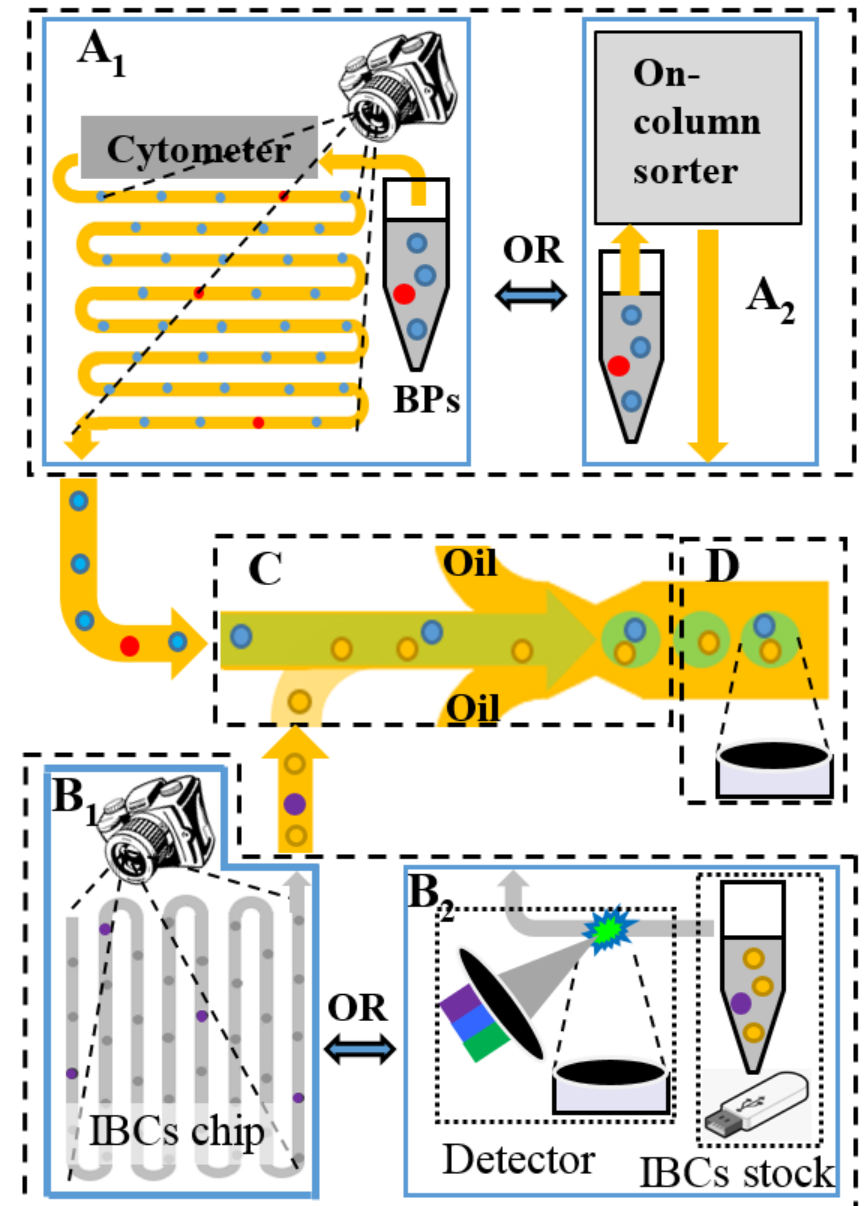 A1
Cytometer
BPs
OR
On-
column
sorter
A2
C
Oil
Oil
D
B1
IBCs chip
OR
B2
Detector
IBCs stock